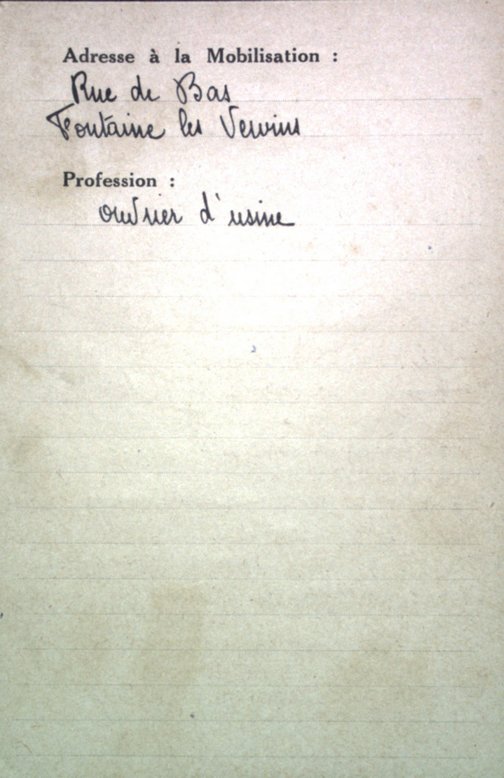 Adresse à la Mobilisation :
Rue de Bas
Fontaine les Vervins
Profession :
ouvrier d'usine